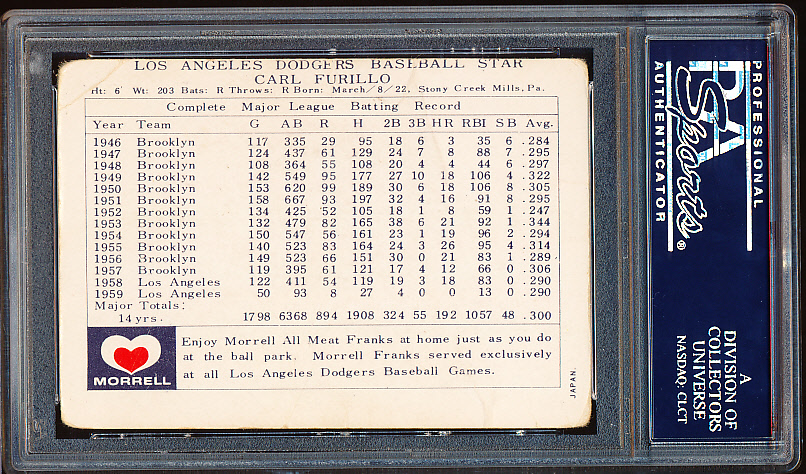 LOS ANGELES DODGERS BASEBALL STAR
CARL FURILLO
Ht: 6' Wt: 203 Bats: R Throws: R Born: March/8/22, Stony Creek Mills, Pa.
Complete Major League Batting Record
Year Team G AB R H 2B 3B HR RBI SB Avg.
1946 Brooklyn 117 335 29 95 18 6 3 35 6 .284
1947 Brooklyn 124 437 61 129 24 7 8 88 7 .295
1948 Brooklyn 108 364 55 108 20 4 4 44 6 .297
1949 Brooklyn 142 549 95 177 27 10 18 106 4 .322
1950 Brooklyn 153 620 99 189 30 6 18 106 8 .305
1951 Brooklyn 158 667 93 197 32 4 16 .91 8 .295
1952 Brooklyn 134 425 52 105 18 1 8 59 1 .247
1953 Brooklyn 132 479 82 165 38 6 21 92 1 .344
1954 Brooklyn 150 547 56 161 23 1 19 96 2 .294
1955 Brooklyn 140 523 83 164 24 3 26 95 4 .314
1956 Brooklyn 149 523 66 151 30 0 21 83 1 .289
1957 Brooklyn 119 395 61 121 17 4 12 66 0 .306
1958 Los Angeles 122 411 54 119 19 3 18 83 0 .290
1959 Los Angeles 50 93 8 27 4 0 0 13 0 .290
Major Totals:
14 yrs. 1798 6368 894 1908 324 55 192 1057 48 .300
MORRELL
Enjoy Morrell All Meat Franks at home just as you do
at the ball park. Morrell Franks served exclusively
at all Los Angeles Dodgers Baseball Games.
JAPAN.
PROFESSIONAL
PSA
Sports®
AUTHENTICATOR
A
DIVISION OF
COLLECTORS
UNIVERSE
NASDAQ: CLCT